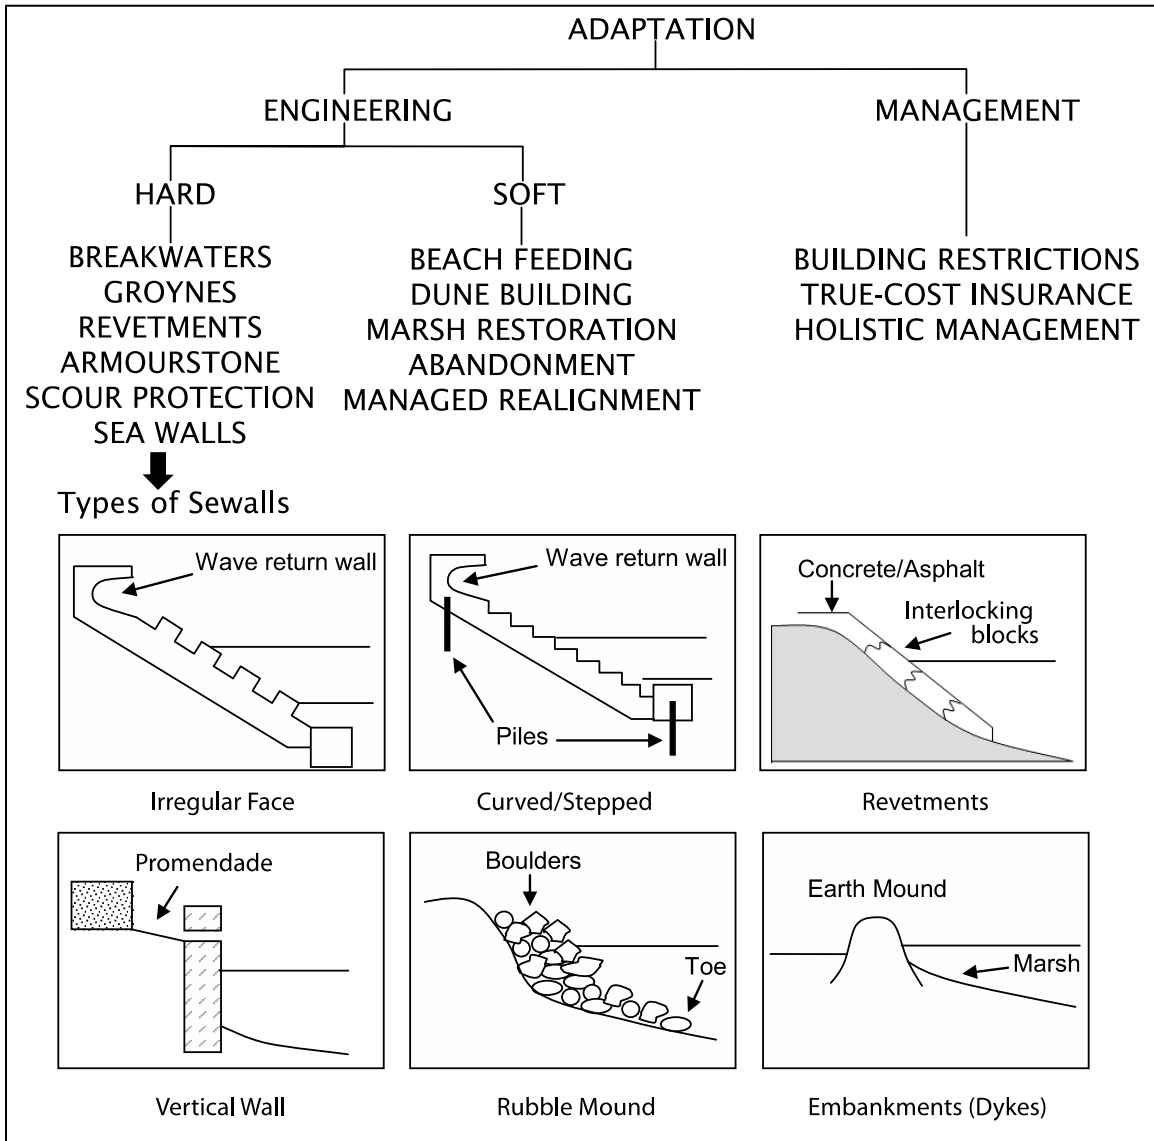 ADAPTATION
ENGINEERING
MANAGEMENT
HARD
SOFT
BREAKWATERS
GROYNES
REVETMENTS
ARMOURSTONE
SCOUR PROTECTION
SEA WALLS
BEACH FEEDING
DUNE BUILDING
MARSH RESTORATION
ABANDONMENT
MANAGED REALIGNMENT
BUILDING RESTRICTIONS
TRUE-COST INSURANCE
HOLISTIC MANAGEMENT
Types of Sewalls
Wave return wall
Irregular Face
Wave return wall
Piles
Curved/Stepped
Concrete/Asphalt
Interlocking
blocks
Revetments
Promendade
Vertical Wall
Boulders
Toe
Rubble Mound
Earth Mound
Marsh
Embankments (Dykes)